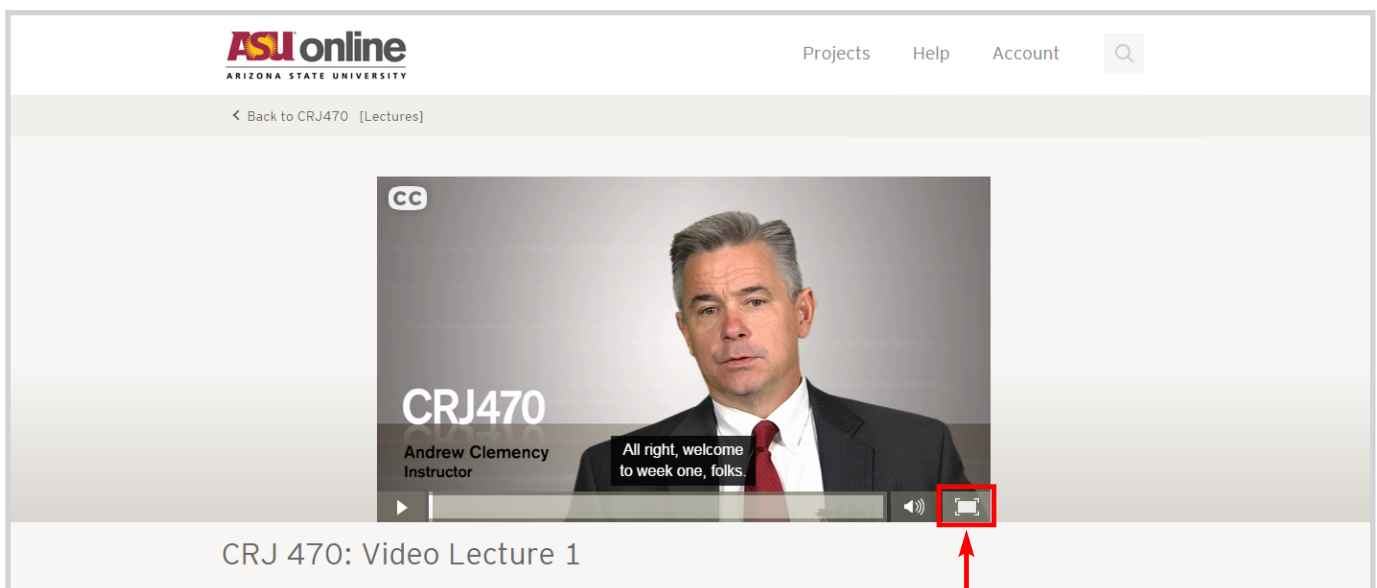 ASU online
ARIZONA STATE UNIVERSITY
Projects Help Account
Back to CRJ470 [Lectures]
CC
CRJ470
Andrew Clemency
Instructor
All right, welcome
to week one, folks.
CRJ 470: Video Lecture 1